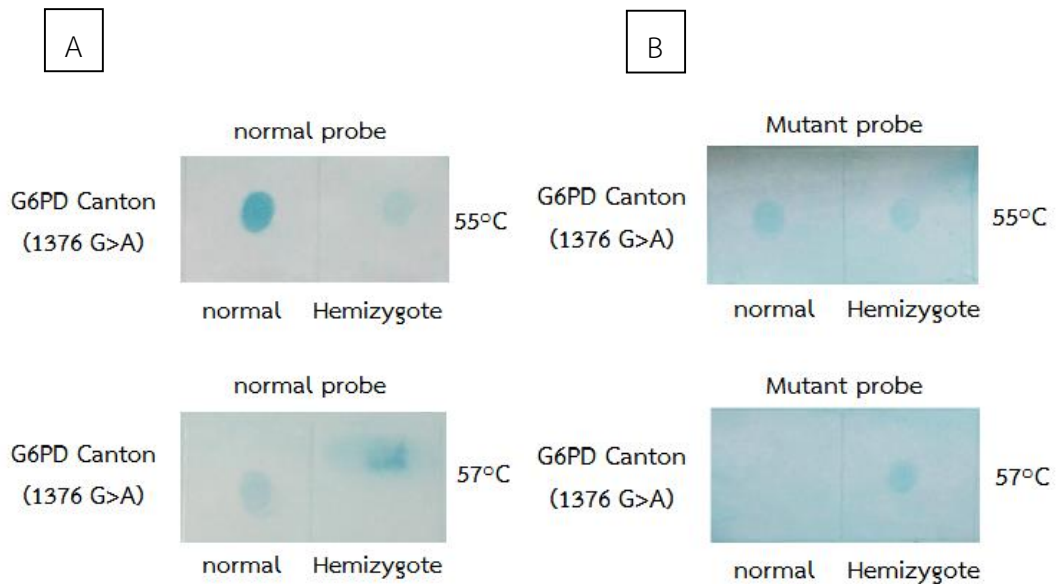 A
B
normal probe
G6PD Canton
(1376 G>A)
55°C
normal Hemizygote
Mutant probe
G6PD Canton
(1376 G>A)
55°C
normal Hemizygote
normal probe
G6PD Canton
(1376 G>A)
57°C
normal Hemizygote
Mutant probe
G6PD Canton
(1376 G>A)
57°C
normal Hemizygote